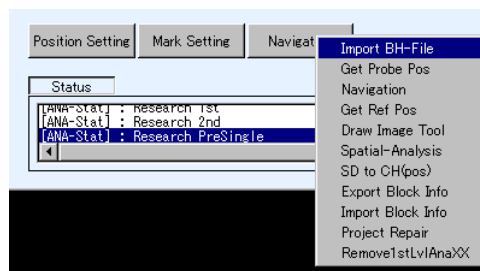 Position Setting Mark Setting Navigat
Status
[ANA-Stat] : Research 1st
[ANA-Stat] : Research 2nd
[ANA-Stat] : Research PreSingle
Import BH-File
Get Probe Pos
Navigation
Get Ref Pos
Draw Image Tool
Spatial-Analysis
SD to CH(pos)
Export Block Info
Import Block Info
Project Repair
Remove1stLvlAnaXX